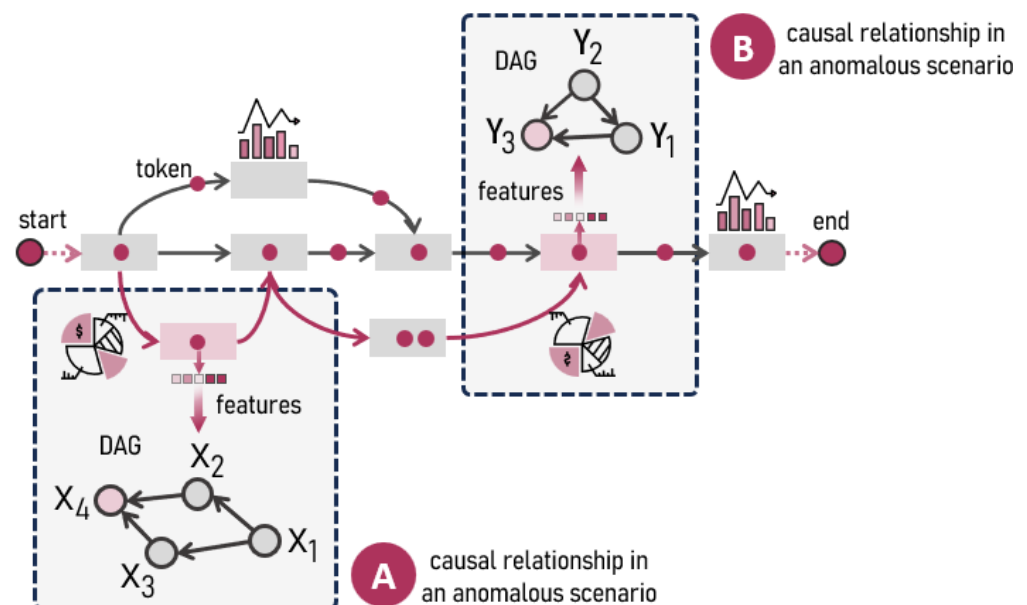 B
causal relationship in
an anomalous scenario
DAG
Y2
Y3
Y1
token
features
start
end
$
$
features
DAG
X2
X4
X1
X3
A
causal relationship in
an anomalous scenario